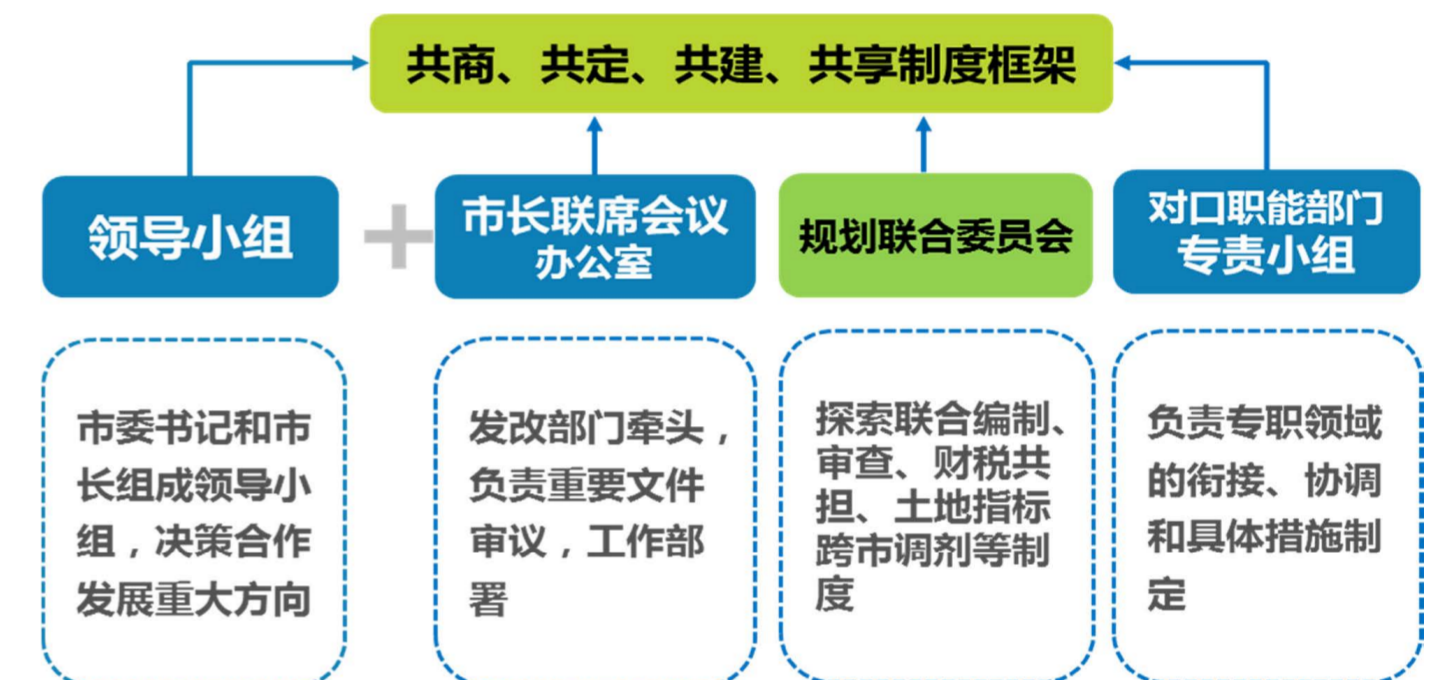 共商、共定、共建、共享制度框架
领导小组
+
市长联席会议
办公室
规划联合委员会
对口职能部门
专责小组
市委书记和市
长组成领导小
组，决策合作
发展重大方向
发改部门牵头，
负责重要文件
审议，工作部
署
探索联合编制、
审查、财税共
担、土地指标
跨市调剂等制
度
负责专职领域
的衔接、协调
和具体措施制
定